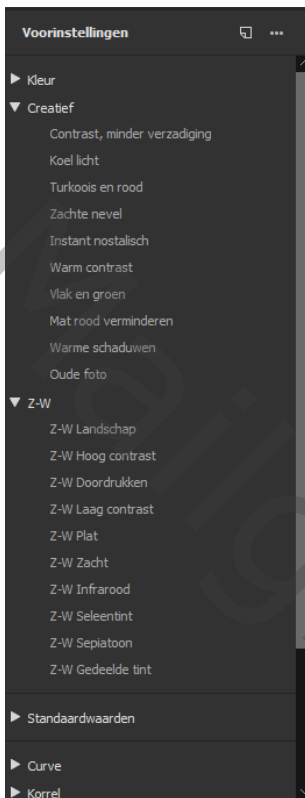 Voorinstellingen
Kleur
Creatief
Contrast, minder verzadiging
Koel licht
Turkoois en rood
Zachte nevel
Instant nostalisch
Warm contrast
Vlak en groen
Mat rood verminderen
Warme schaduwen
Oude foto
Z-W
Z-W Landschap
Z-W Hoog contrast
Z-W Doordrukken
Z-W Laag contrast
Z-W Plat
Z-W Zacht
Z-W Infrarood
Z-W Seleentint
Z-W Sepiatoon
Z-W Gedeelde tint
Standaardwaarden
Curve
Korrel